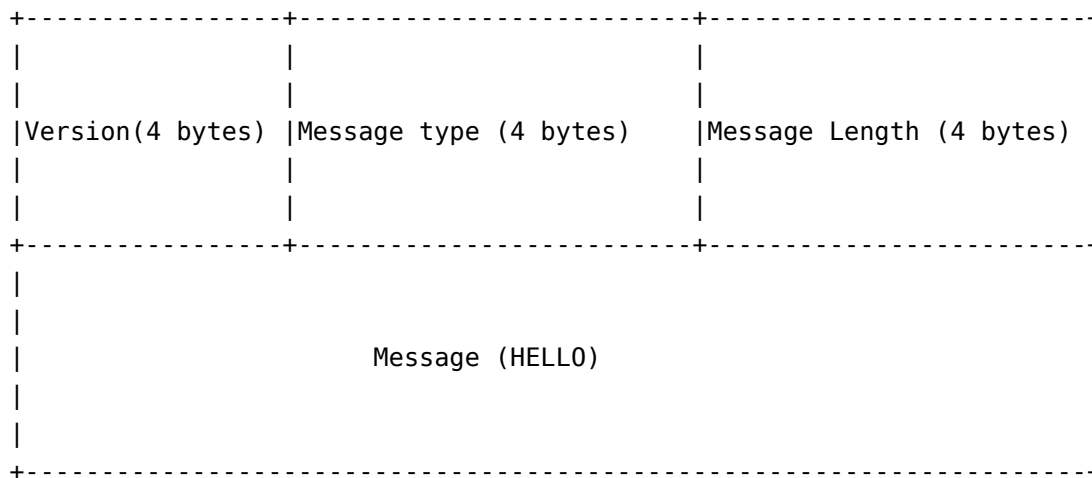 Version(4 bytes) Message type (4 bytes) Message Length (4 bytes)
Message (HELLO)